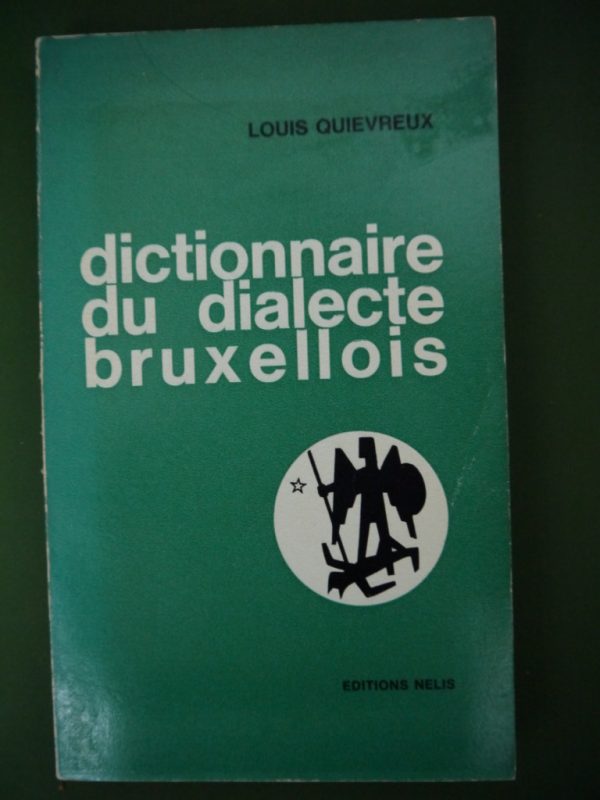 LOUIS QUIEVREUX
dictionnaire
du dialecte
bruxellois
EDITIONS NELIS